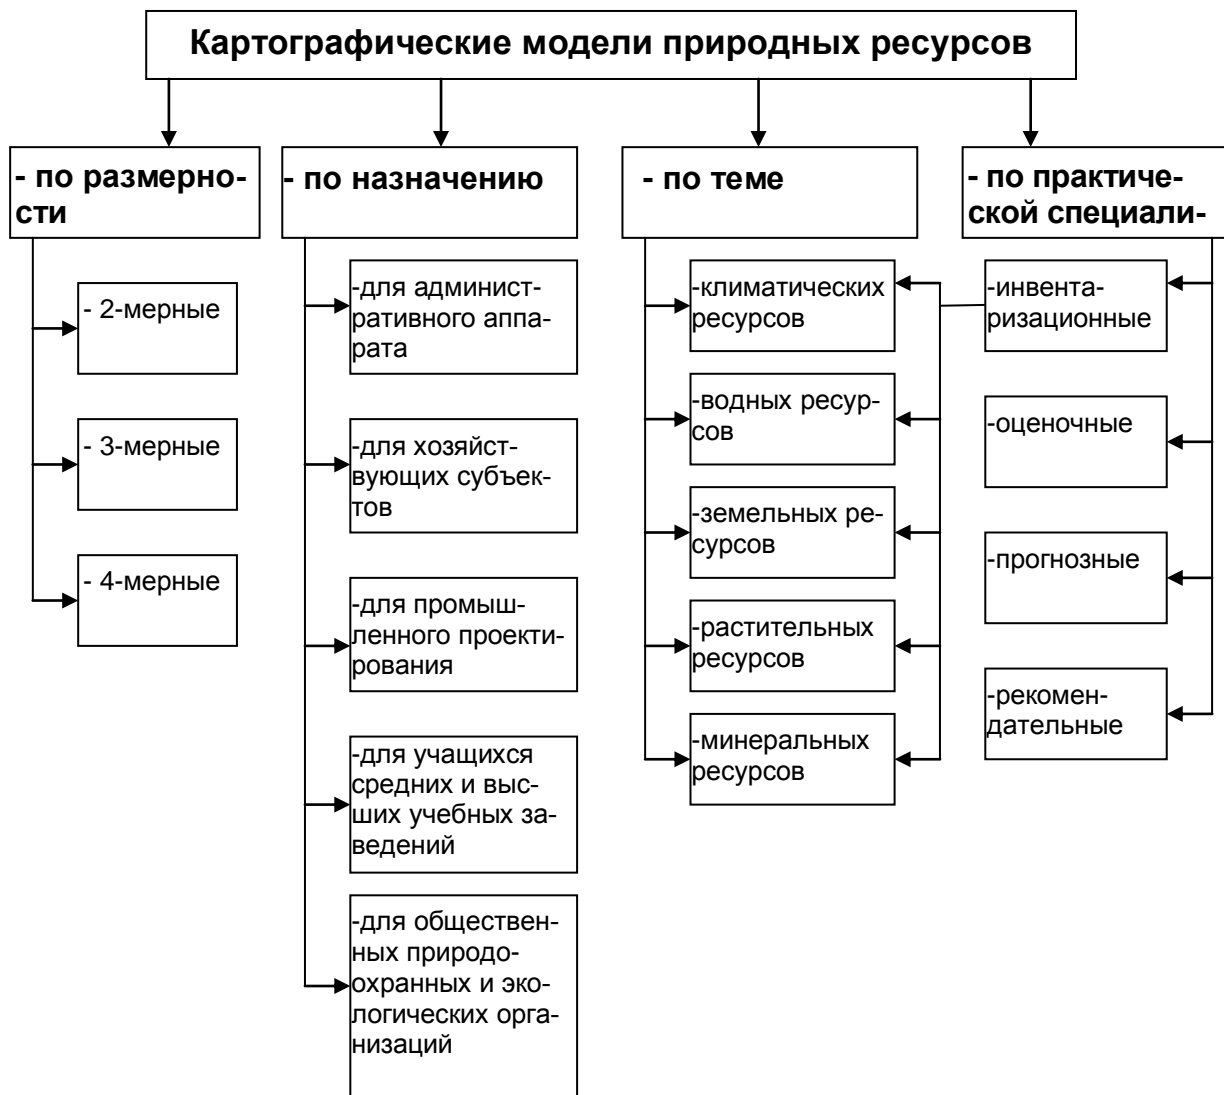 Картографические модели природных ресурсов
- по размерно-
сти
- 2-мерные
- 3-мерные
- 4-мерные
- по назначению
-для админист-
ративного аппа-
рата
-для хозяйст-
вующих субъек-
тов
-для промыш-
ленного проекти-
рования
-для учащихся
средних и выс-
ших учебных за-
ведений
-для общественн-
ных природо-
охранных и эко-
логических орга-
низаций
- по теме
-климатических
ресурсов
-водных ресур-
сов
-земельных ре-
сурсов
-растительных
ресурсов
-минеральных
ресурсов
- по практиче-
ской специали-
-инвента-
ризационные
-оценочные
-прогнозные
-рекомен-
дательные